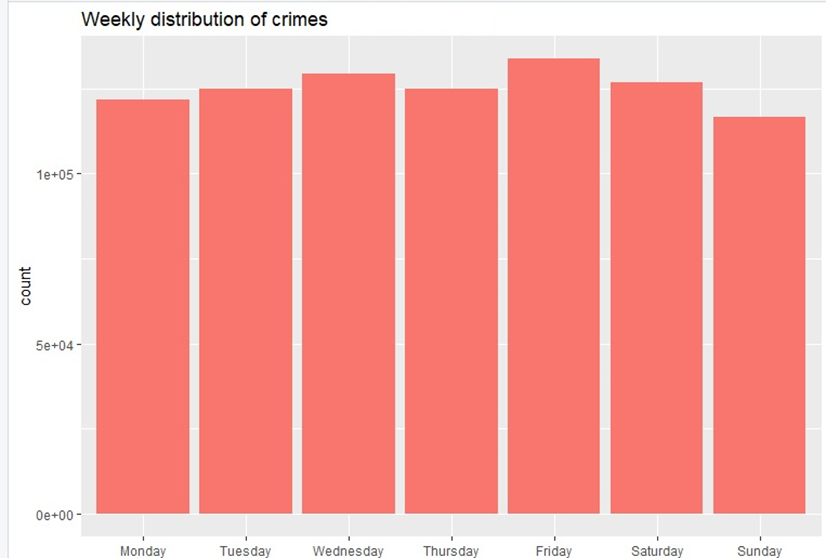 Weekly distribution of crimes
count
1e+05
5e+04
0e+00
Monday Tuesday Wednesday Thursday Friday Saturday Sunday